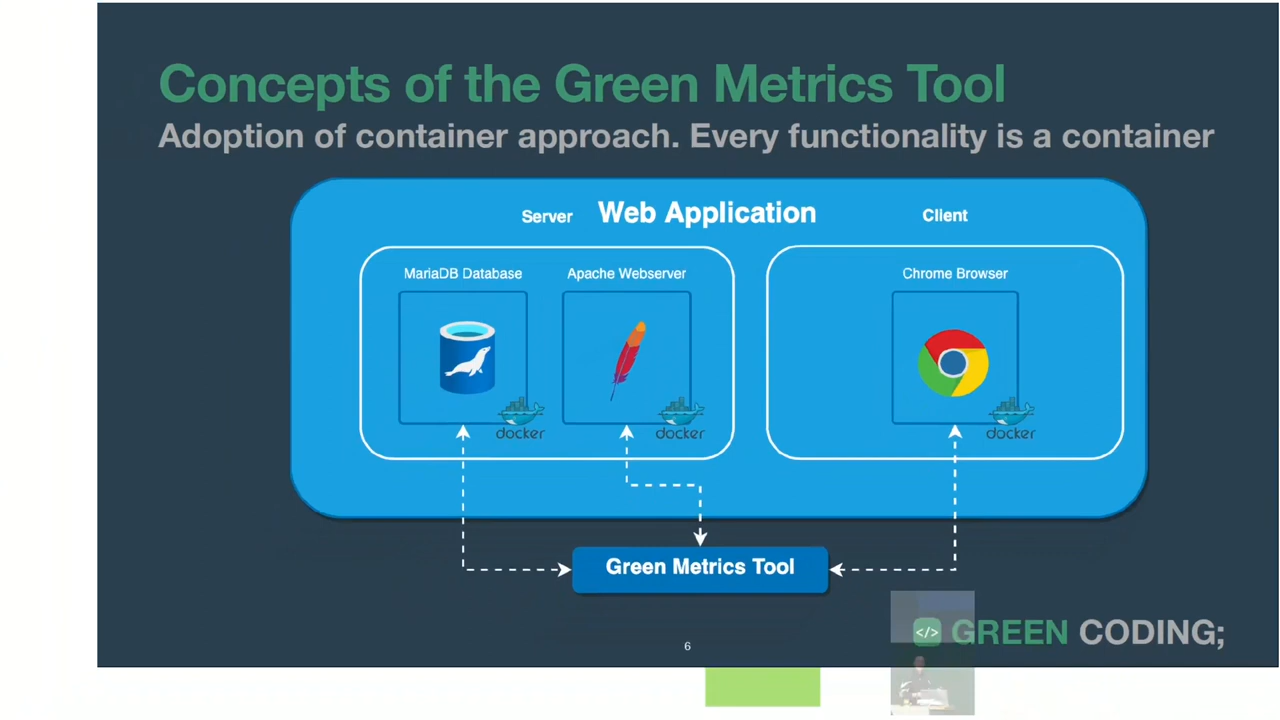 Concepts of the Green Metrics Tool
Adoption of container approach. Every functionality is a container
Server Web Application Client
MariaDB Database Apache Webserver Chrome Browser
docker docker docker
Green Metrics Tool
</> GREEN CODING;
6